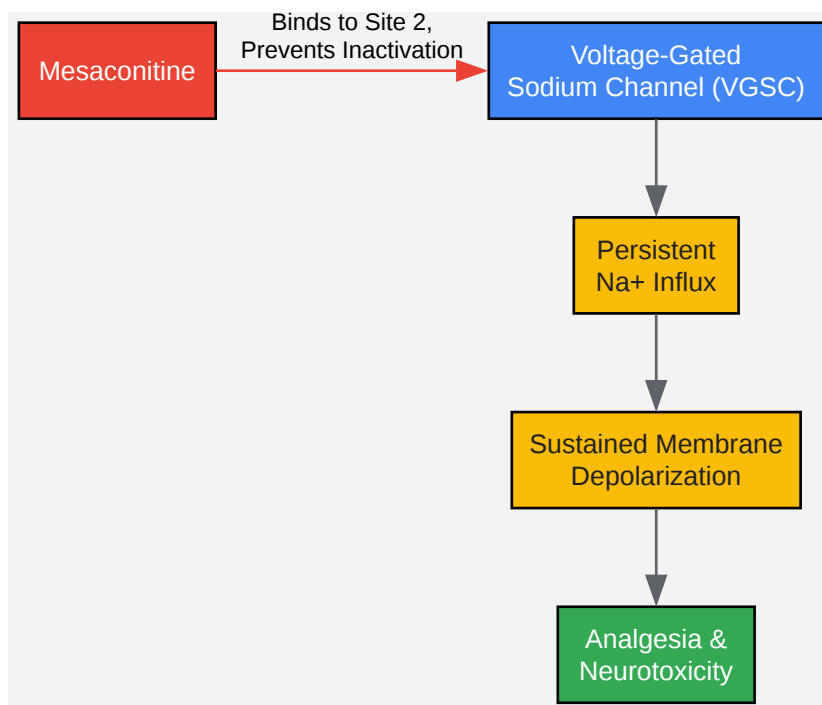 Binds to Site 2,
Prevents Inactivation
Mesaconitine
Voltage-Gated
Sodium Channel (VGSC)
Persistent
Na+ Influx
Sustained Membrane
Depolarization
Analgesia &
Neurotoxicity